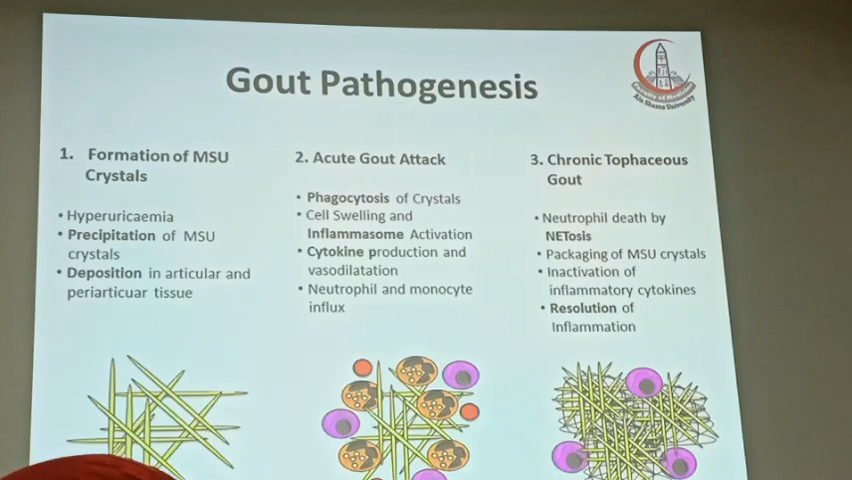 Gout Pathogenesis
Ain Shams University
1. Formation of MSU
Crystals
• Hyperuricaemia
• Precipitation of MSU
crystals
• Deposition in articular and
periarticuar tissue
2. Acute Gout Attack
• Phagocytosis of Crystals
• Cell Swelling and
Inflammasome Activation
• Cytokine production and
vasodilatation
• Neutrophil and monocyte
influx
3. Chronic Tophaceous
Gout
• Neutrophil death by
NETosis
• Packaging of MSU crystals
• Inactivation of
inflammatory cytokines
• Resolution of
Inflammation